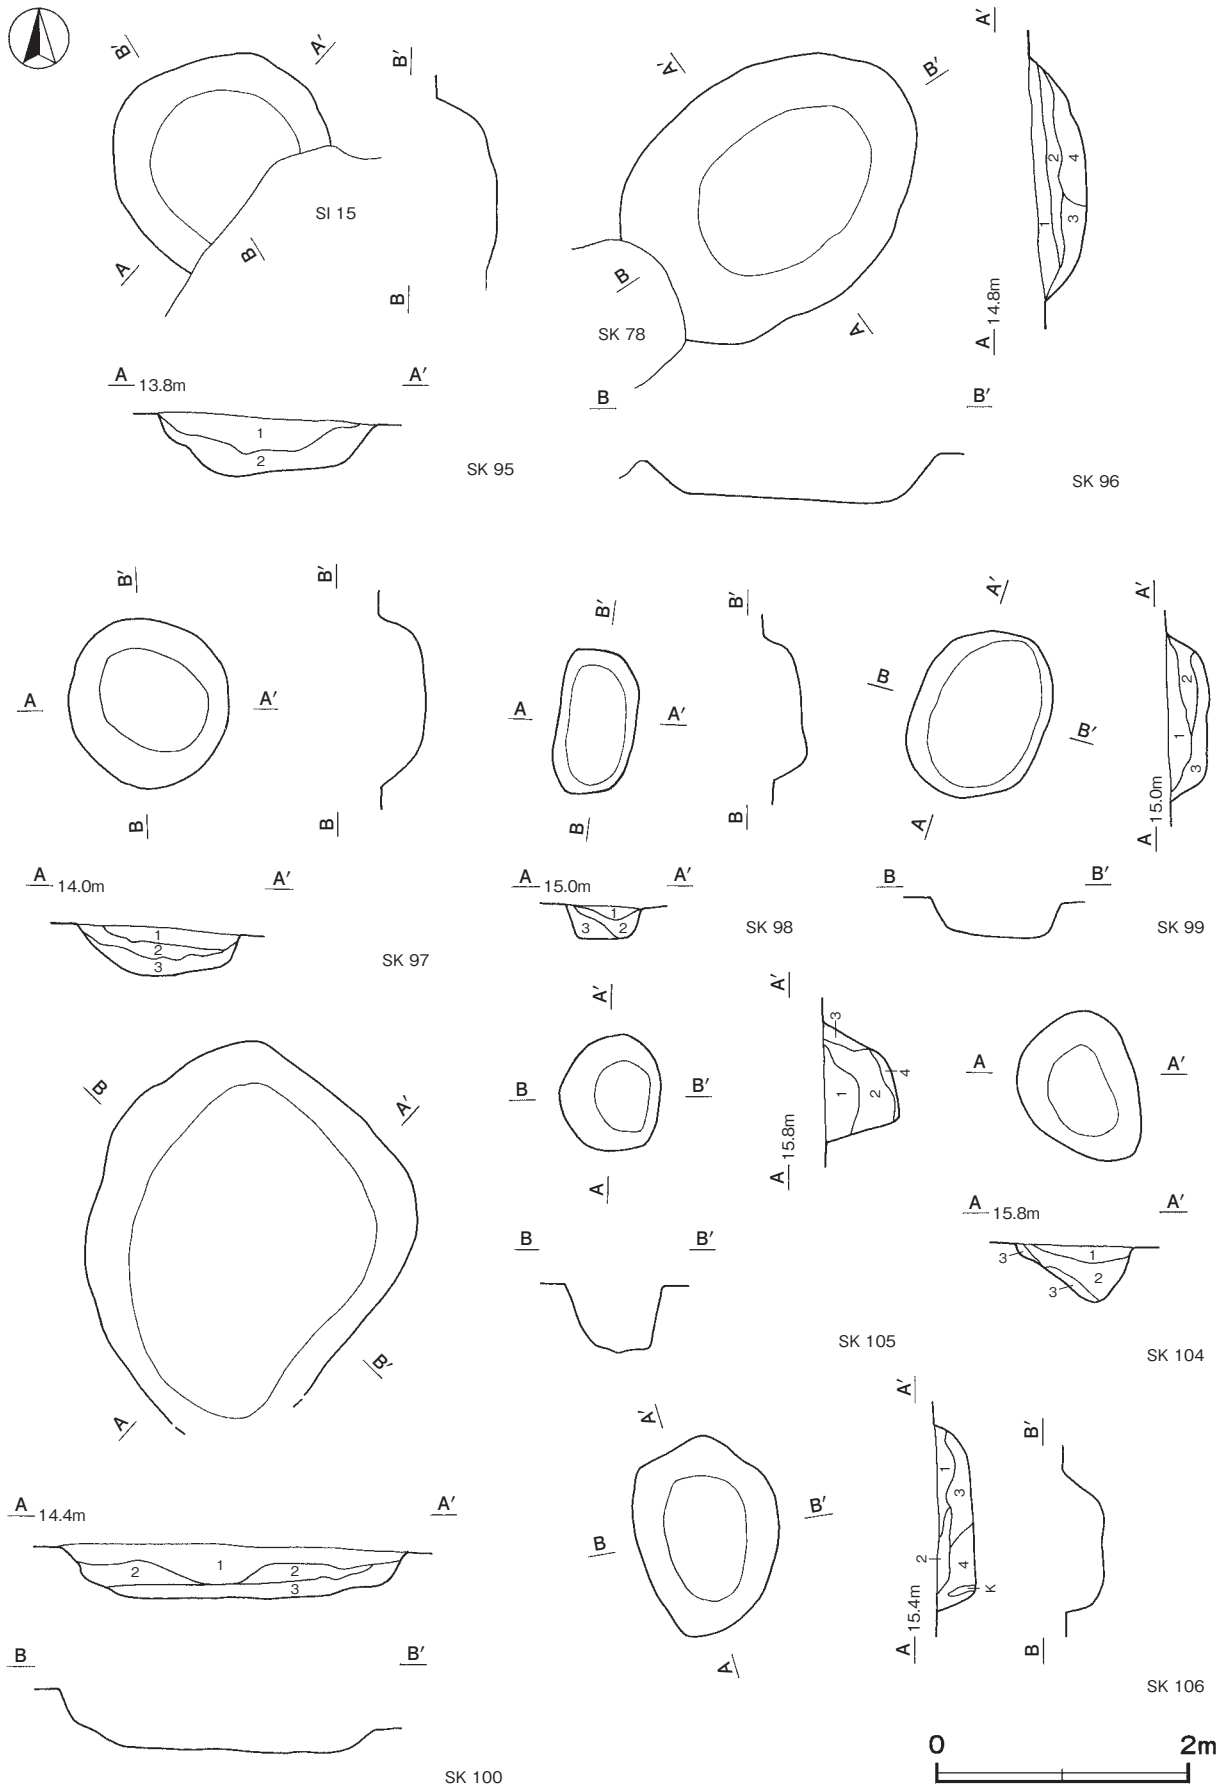 B′
A′
SI 15
A
B
B′
B
A 13.8m
A′
1
2
SK 95
A′
B′
B
SK 78
A
A′
2
4
1
3
A 14.8m
B
B′
SK 96
B′
A
A′
B
B′
B
A 14.0m
A′
1
2
3
SK 97
B′
A
A′
B
B′
B
A 15.0m
A′
1
3
2
SK 98
A′
B
B′
A
A′
2
1
3
A 15.0m
B
B′
SK 99
B
A′
B′
A
A 14.4m
A′
2
1
2
3
B
B′
SK 100
A′
B
B′
A
A′
3
4
1
2
A 15.8m
B
B′
SK 105
A
A′
A 15.8m
A′
3
1
2
3
SK 104
A′
B′
B
A
A′
1
3
2
4
K
A 15.4m
B′
B
SK 106
0
2m